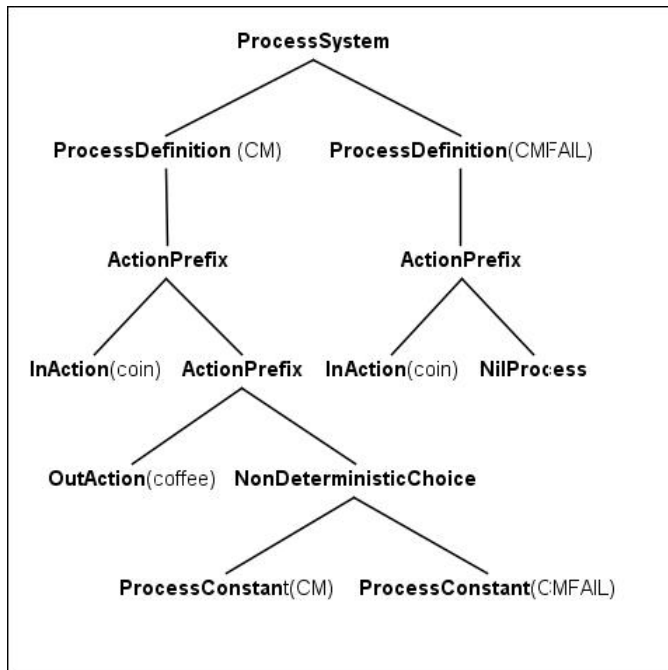 ProcessSystem
ProcessDefinition (CM) ProcessDefinition(CMFAIL)
ActionPrefix ActionPrefix
InAction(coin) ActionPrefix InAction(coin) NilProcess
OutAction(coffee) NonDeterministicChoice
ProcessConstant(CM) ProcessConstant(CMFAIL)